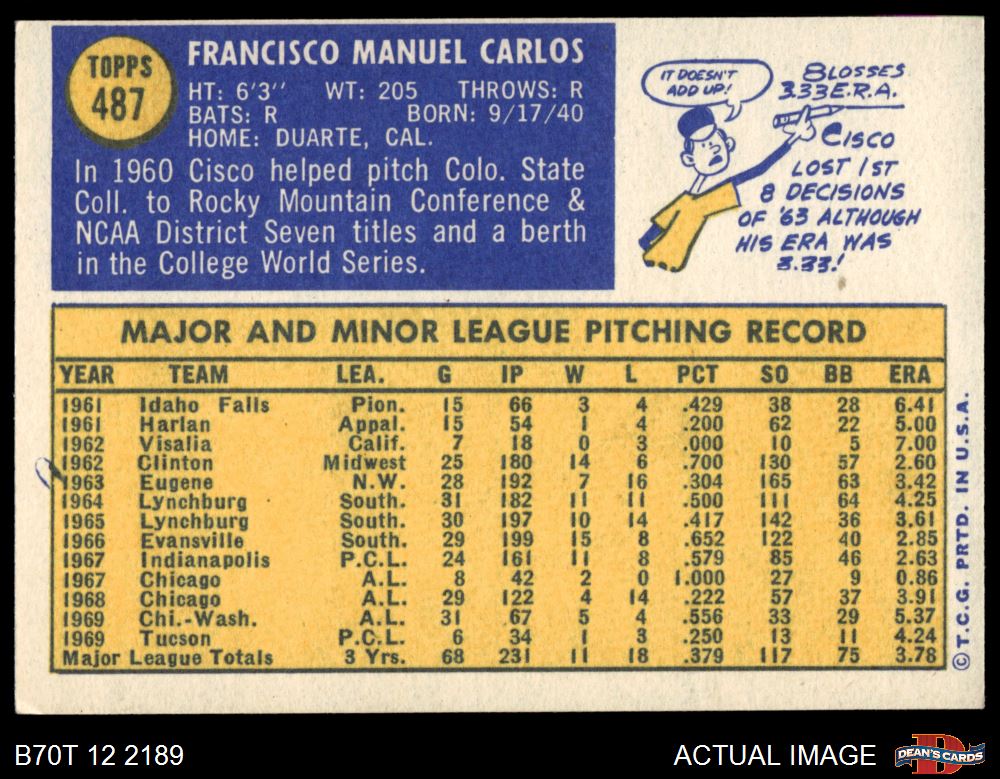 TOPPS
487
FRANCISCO MANUEL CARLOS
HT: 6'3" WT: 205 THROWS: R
BATS: R BORN: 9/17/40
HOME: DUARTE, CAL.
In 1960 Cisco helped pitch Colo. State
Coll. to Rocky Mountain Conference &
NCAA District Seven titles and a berth
in the College World Series.
IT DOESN'T
ADD UP!
8 LOSSES
3.33 E.R.A.
CISCO
LOST 1ST
8 DECISIONS
OF '63 ALTHOUGH
HIS ERA WAS
3.33!
MAJOR AND MINOR LEAGUE PITCHING RECORD
YEAR TEAM LEA. G IP W L PCT SO BB ERA
1961 Idaho Falls Pion. 15 66 3 4 .429 38 28 6.41
1961 Harlan Appal. 15 54 1 4 .200 62 22 5.00
1962 Visalia Calif. 7 18 0 3 .000 10 5 7.00
1962 Clinton Midwest 25 180 14 6 .700 130 57 2.60
1963 Eugene N.W. 28 192 7 16 .304 165 63 3.42
1964 Lynchburg South. 31 182 11 11 .500 111 64 4.25
1965 Lynchburg South. 30 197 10 14 .417 142 36 3.61
1966 Evansville South. 29 199 15 8 .652 122 40 2.85
1967 Indianapolis P.C.L. 24 161 11 8 .579 85 46 2.63
1967 Chicago A.L. 8 42 2 0 1.000 27 9 0.86
1968 Chicago A.L. 29 122 4 14 .222 57 37 3.91
1969 Chi.-Wash. A.L. 31 67 5 4 .556 33 29 5.37
1969 Tucson P.C.L. 6 34 1 3 .250 13 11 4.24
Major League Totals 3 Yrs. 68 231 11 18 .379 117 75 3.78
© T.C.G. PRTD. IN U.S.A.
B70T 12 2189
ACTUAL IMAGE
DEAN'S CARDS